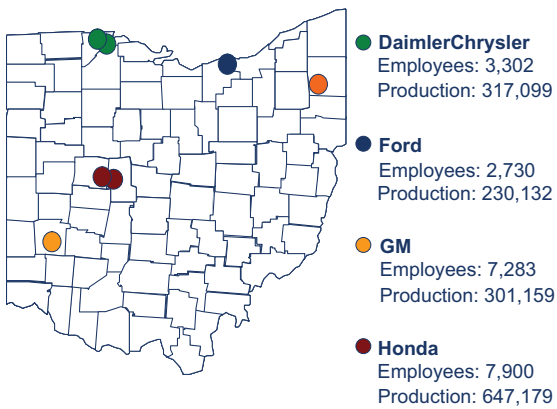 DaimlerChrysler
Employees: 3,302
Production: 317,099
Ford
Employees: 2,730
Production: 230,132
GM
Employees: 7,283
Production: 301,159
Honda
Employees: 7,900
Production: 647,179